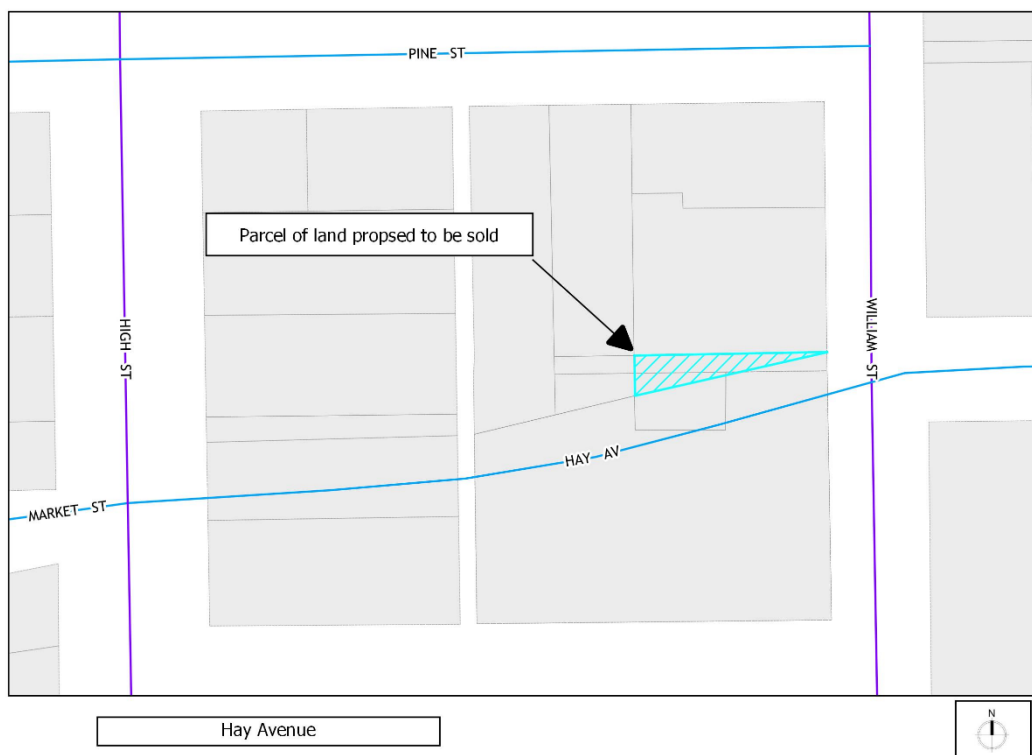 PINE ST
Parcel of land propsed to be sold
HIGH ST
WILLIAM ST
HAY AV
MARKET ST
Hay Avenue
N